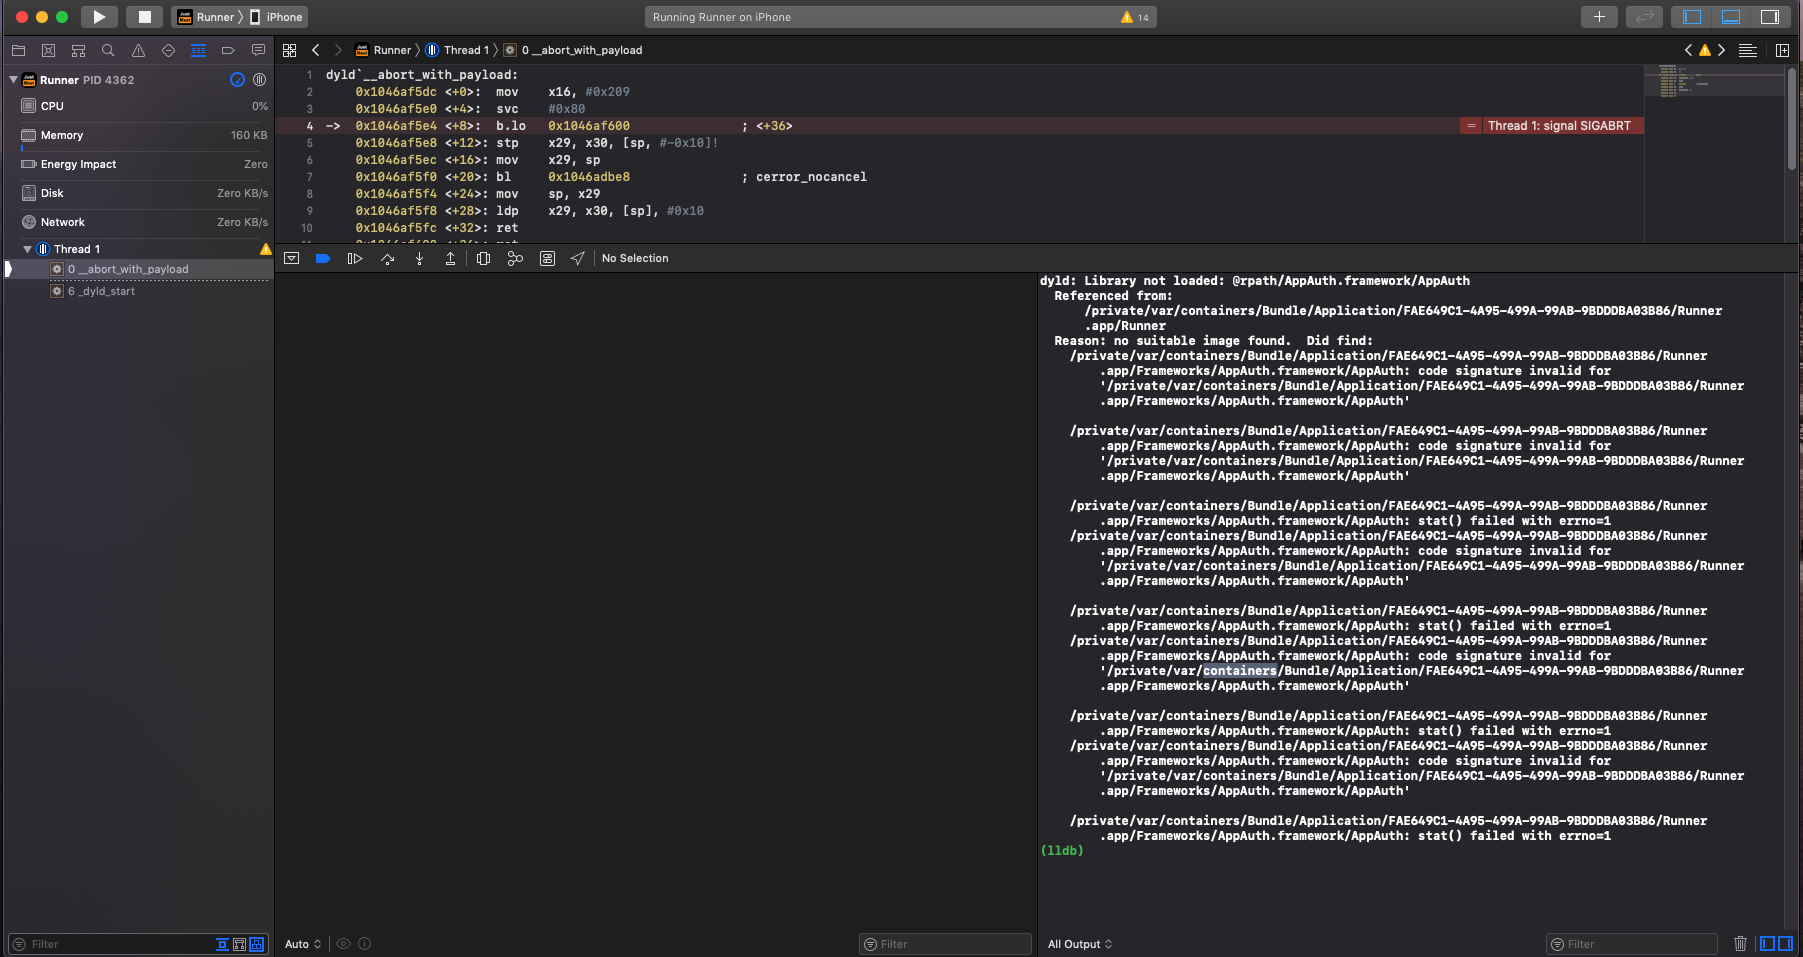 Runner 〉 iPhone
Running Runner on iPhone
14
Runner 〉 Thread 1 〉 0 __abort_with_payload
Runner PID 4362
CPU 0%
Memory 160 KB
Energy Impact Zero
Disk Zero KB/s
Network Zero KB/s
Thread 1
0 __abort_with_payload
6 _dyld_start
Filter
1 dyld`__abort_with_payload:
2 0x1046af5dc <+0>: mov x16, #0x209
3 0x1046af5e0 <+4>: svc #0x80
4 -> 0x1046af5e4 <+8>: b.lo 0x1046af600 ; <+36>
= Thread 1: signal SIGABRT
5 0x1046af5e8 <+12>: stp x29, x30, [sp, #-0x10]!
6 0x1046af5ec <+16>: mov x29, sp
7 0x1046af5f0 <+20>: bl 0x1046adbe8 ; cerror_nocancel
8 0x1046af5f4 <+24>: mov sp, x29
9 0x1046af5f8 <+28>: ldp x29, x30, [sp], #0x10
10 0x1046af5fc <+32>: ret
No Selection
Auto
Filter
dyld: Library not loaded: @rpath/AppAuth.framework/AppAuth
Referenced from:
/private/var/containers/Bundle/Application/FAE649C1-4A95-499A-99AB-9BDDDBA03B86/Runner
.app/Runner
Reason: no suitable image found.  Did find:
/private/var/containers/Bundle/Application/FAE649C1-4A95-499A-99AB-9BDDDBA03B86/Runner
.app/Frameworks/AppAuth.framework/AppAuth: code signature invalid for
'/private/var/containers/Bundle/Application/FAE649C1-4A95-499A-99AB-9BDDDBA03B86/Runner
.app/Frameworks/AppAuth.framework/AppAuth'
/private/var/containers/Bundle/Application/FAE649C1-4A95-499A-99AB-9BDDDBA03B86/Runner
.app/Frameworks/AppAuth.framework/AppAuth: code signature invalid for
'/private/var/containers/Bundle/Application/FAE649C1-4A95-499A-99AB-9BDDDBA03B86/Runner
.app/Frameworks/AppAuth.framework/AppAuth'
/private/var/containers/Bundle/Application/FAE649C1-4A95-499A-99AB-9BDDDBA03B86/Runner
.app/Frameworks/AppAuth.framework/AppAuth: stat() failed with errno=1
/private/var/containers/Bundle/Application/FAE649C1-4A95-499A-99AB-9BDDDBA03B86/Runner
.app/Frameworks/AppAuth.framework/AppAuth: code signature invalid for
'/private/var/containers/Bundle/Application/FAE649C1-4A95-499A-99AB-9BDDDBA03B86/Runner
.app/Frameworks/AppAuth.framework/AppAuth'
/private/var/containers/Bundle/Application/FAE649C1-4A95-499A-99AB-9BDDDBA03B86/Runner
.app/Frameworks/AppAuth.framework/AppAuth: stat() failed with errno=1
/private/var/containers/Bundle/Application/FAE649C1-4A95-499A-99AB-9BDDDBA03B86/Runner
.app/Frameworks/AppAuth.framework/AppAuth: code signature invalid for
'/private/var/containers/Bundle/Application/FAE649C1-4A95-499A-99AB-9BDDDBA03B86/Runner
.app/Frameworks/AppAuth.framework/AppAuth'
/private/var/containers/Bundle/Application/FAE649C1-4A95-499A-99AB-9BDDDBA03B86/Runner
.app/Frameworks/AppAuth.framework/AppAuth: stat() failed with errno=1
/private/var/containers/Bundle/Application/FAE649C1-4A95-499A-99AB-9BDDDBA03B86/Runner
.app/Frameworks/AppAuth.framework/AppAuth: code signature invalid for
'/private/var/containers/Bundle/Application/FAE649C1-4A95-499A-99AB-9BDDDBA03B86/Runner
.app/Frameworks/AppAuth.framework/AppAuth'
/private/var/containers/Bundle/Application/FAE649C1-4A95-499A-99AB-9BDDDBA03B86/Runner
.app/Frameworks/AppAuth.framework/AppAuth: stat() failed with errno=1
(lldb)
All Output
Filter